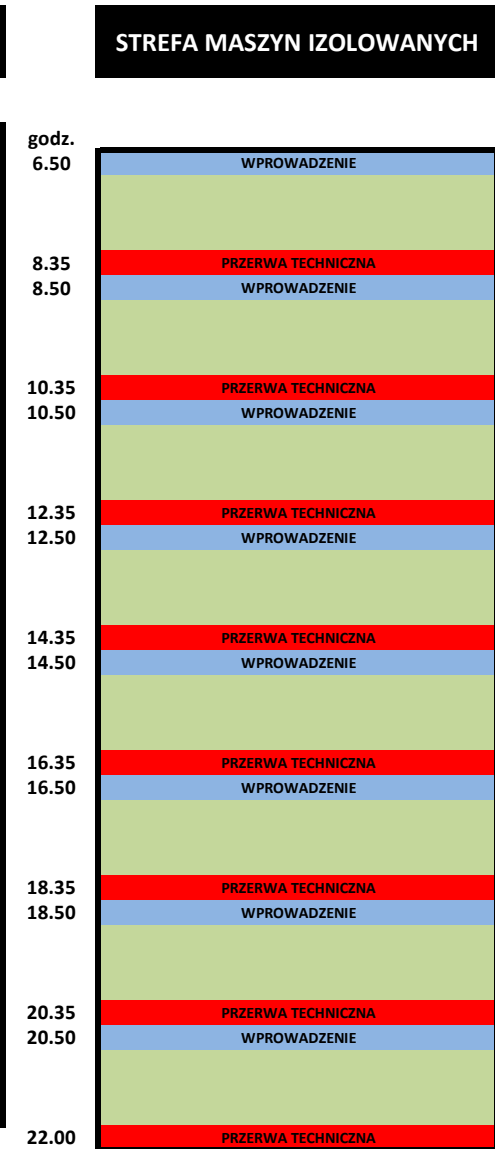 STREFA MASZYN IZOLOWANYCH
godz.
6.50 WPROWADZENIE
8.35 PRZERWA TECHNICZNA
8.50 WPROWADZENIE
10.35 PRZERWA TECHNICZNA
10.50 WPROWADZENIE
12.35 PRZERWA TECHNICZNA
12.50 WPROWADZENIE
14.35 PRZERWA TECHNICZNA
14.50 WPROWADZENIE
16.35 PRZERWA TECHNICZNA
16.50 WPROWADZENIE
18.35 PRZERWA TECHNICZNA
18.50 WPROWADZENIE
20.35 PRZERWA TECHNICZNA
20.50 WPROWADZENIE
22.00 PRZERWA TECHNICZNA